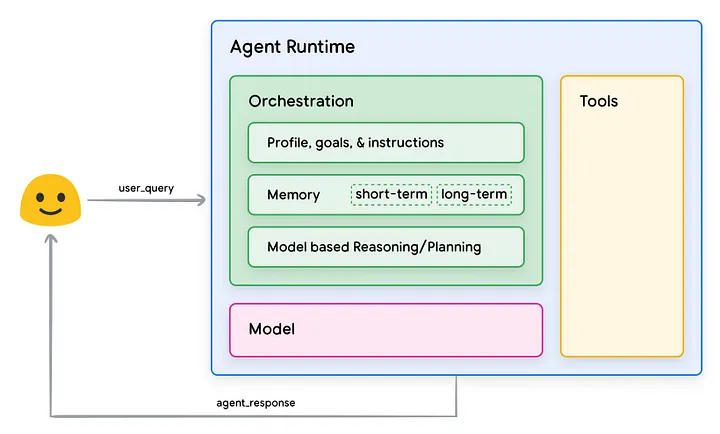 Agent Runtime
Orchestration
Tools
Profile, goals, & instructions
user_query
Memory short-term long-term
Model based Reasoning/Planning
Model
agent_response